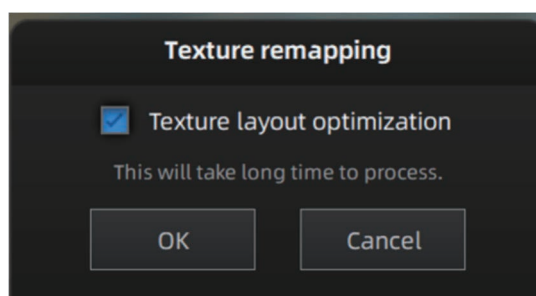 Texture remapping
Texture layout optimization
This will take long time to process.
OK
Cancel